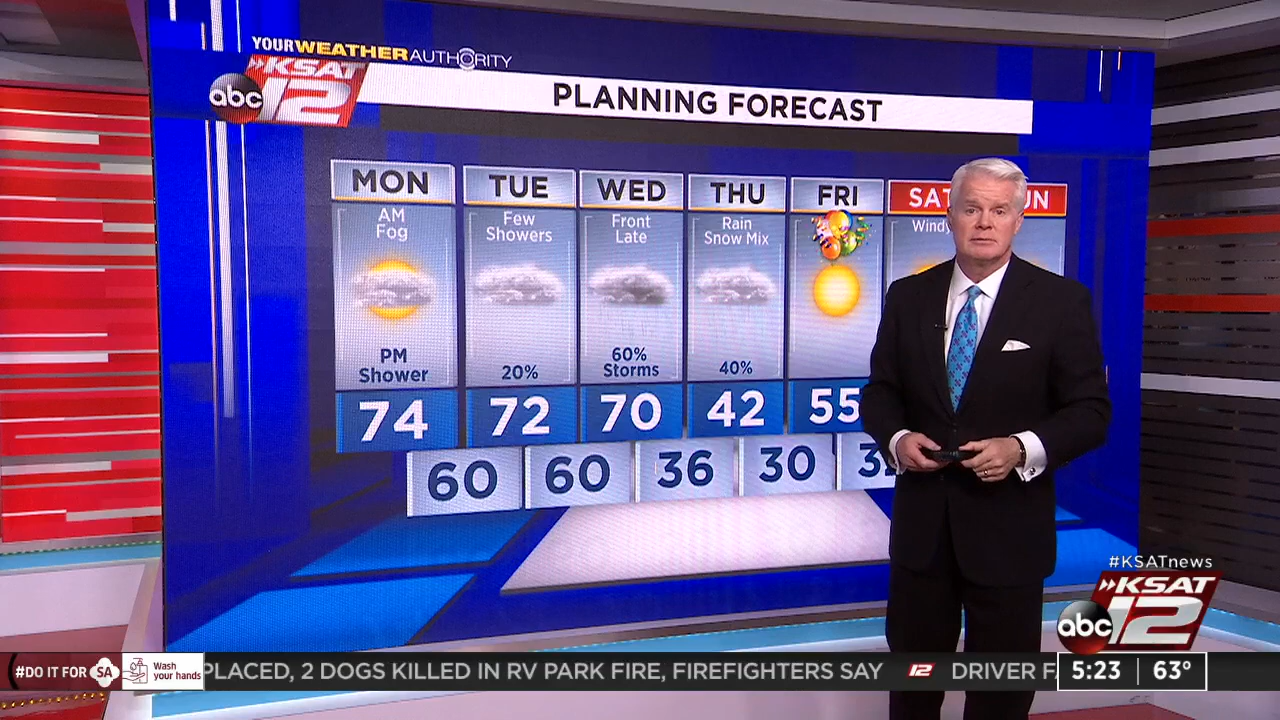 YOUR WEATHER AUTHORITY
KSAT
abc 12
PLANNING FORECAST
MON TUE WED THU FRI SAT
AM
Fog
Few
Showers
Front
Late
Rain
Snow Mix
Windy
PM
Shower
20%
60%
Storms
40%
74 72 70 42 55
60 60 36 30
#KSATnews
KSAT
abc 12
#DO IT FOR SA
Wash
your hands
PLACED, 2 DOGS KILLED IN RV PARK FIRE, FIREFIGHTERS SAY 12 DRIVER
5:23 63°